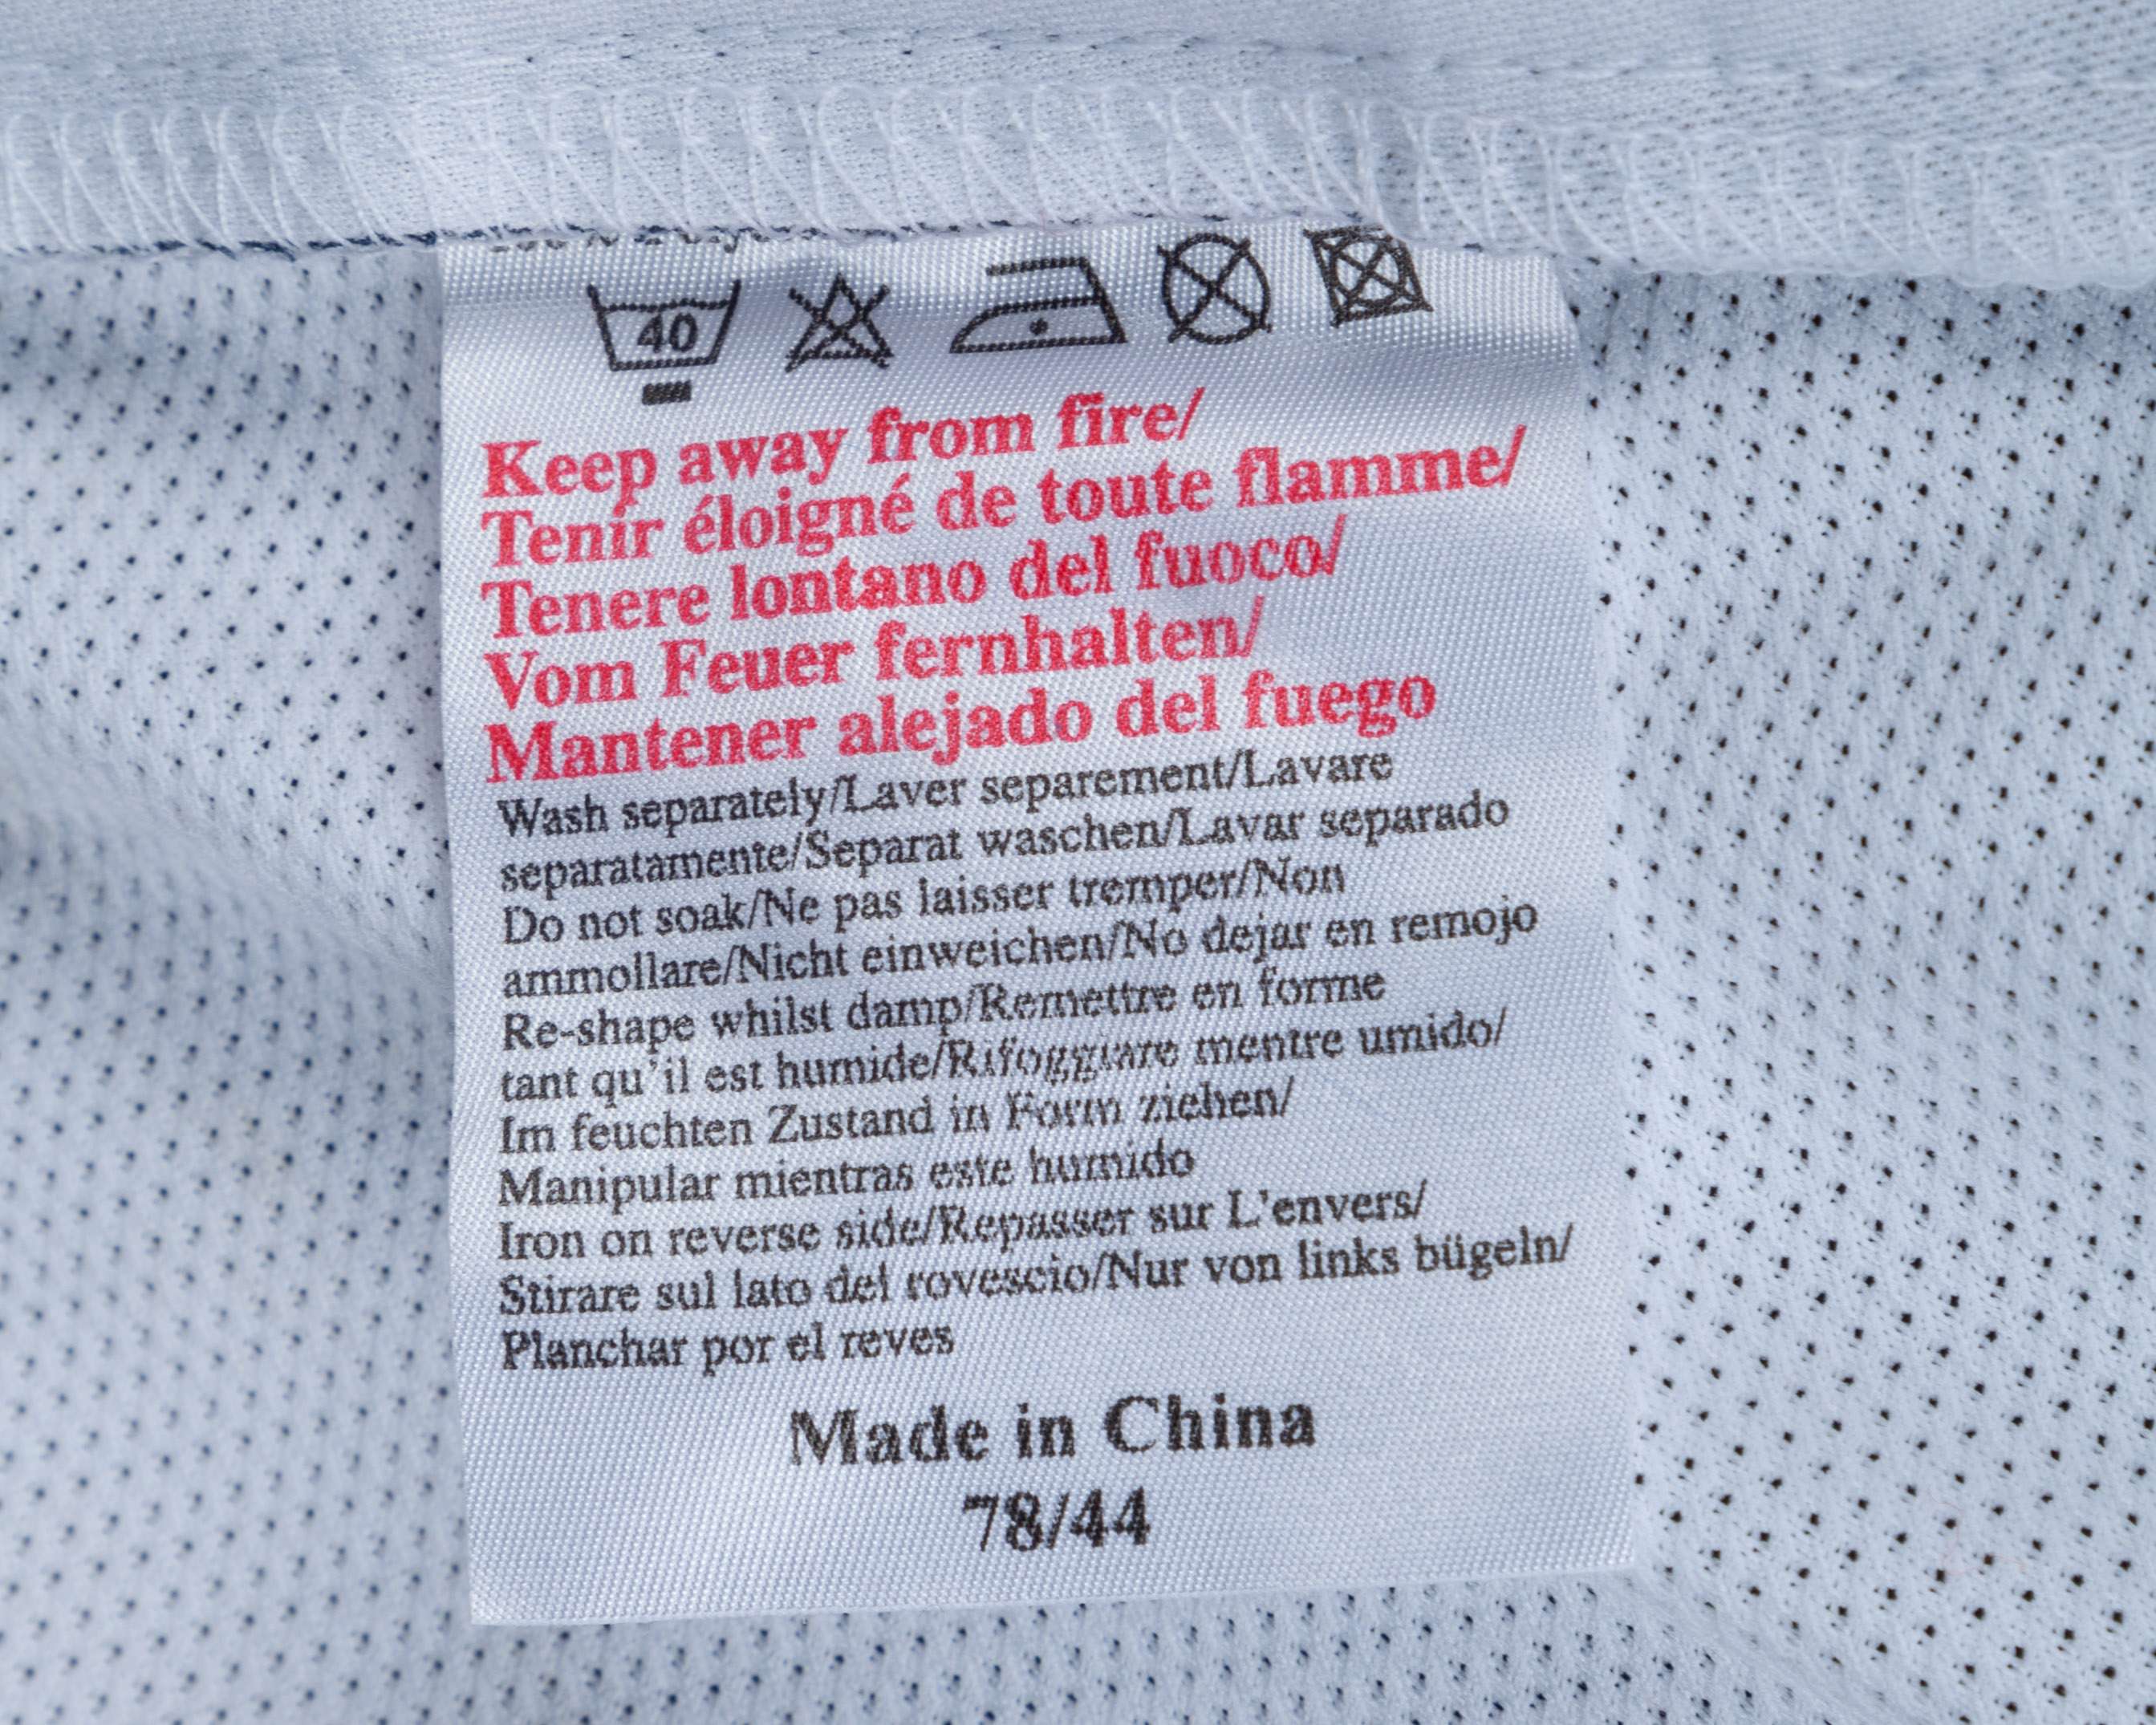 40
Keep away from fire/
Tenir éloigné de toute flamme/
Tenere lontano del fuoco/
Vom Feuer fernhalten/
Mantener alejado del fuego
Wash separately/Laver separement/Lavare
separatamente/Separat waschen/Lavar separado
Do not soak/Ne pas laisser tremper/Non
ammollare/Nicht einweichen/No dejar en remojo
Re-shape whilst damp/Remettre en forme
tant qu'il est humide/Rifoggiare mentre umido/
Im feuchten Zustand in Form ziehen/
Manipular mientras este humido
Iron on reverse side/Repasser sur L'envers/
Stirare sul lato del rovescio/Nur von links bügeln/
Planchar por el reves
Made in China
78/44